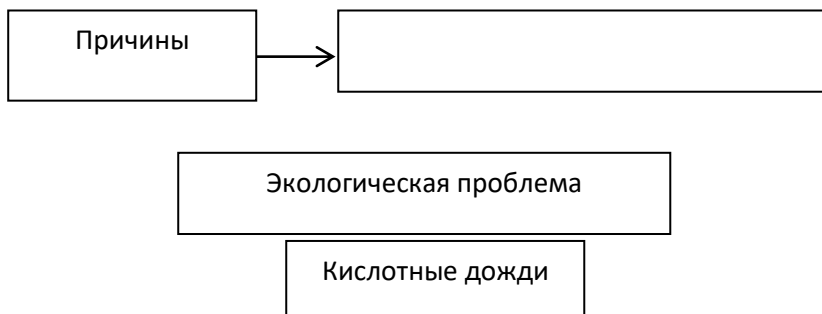 Причины
Экологическая проблема
Кислотные дожди